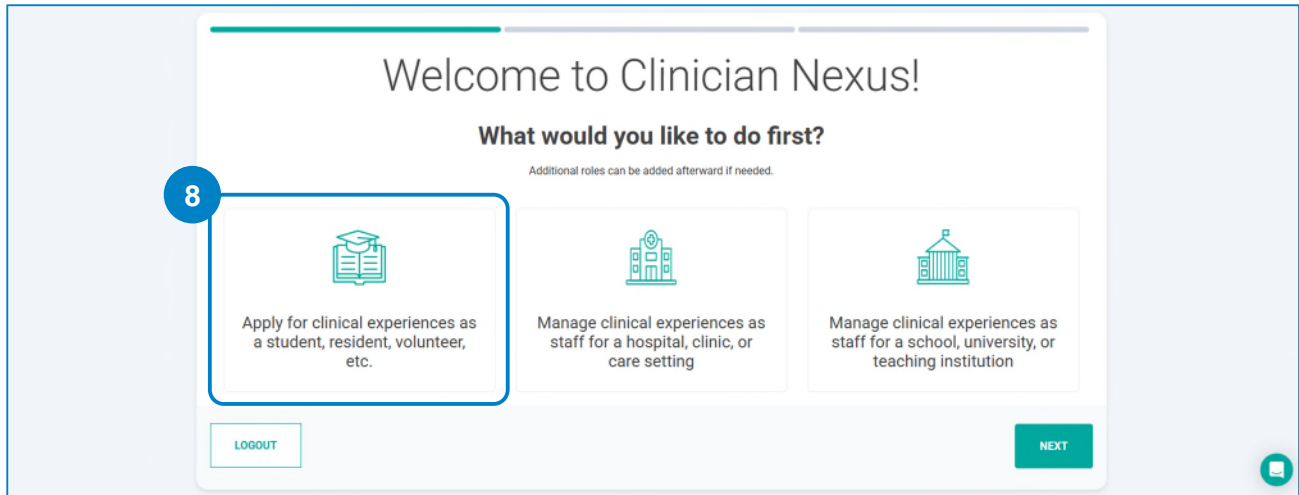 Welcome to Clinician Nexus!
What would you like to do first?
Additional roles can be added afterward if needed.
8
Apply for clinical experiences as
a student, resident, volunteer,
etc.
Manage clinical experiences as
staff for a hospital, clinic, or
care setting
Manage clinical experiences as
staff for a school, university, or
teaching institution
LOGOUT
NEXT